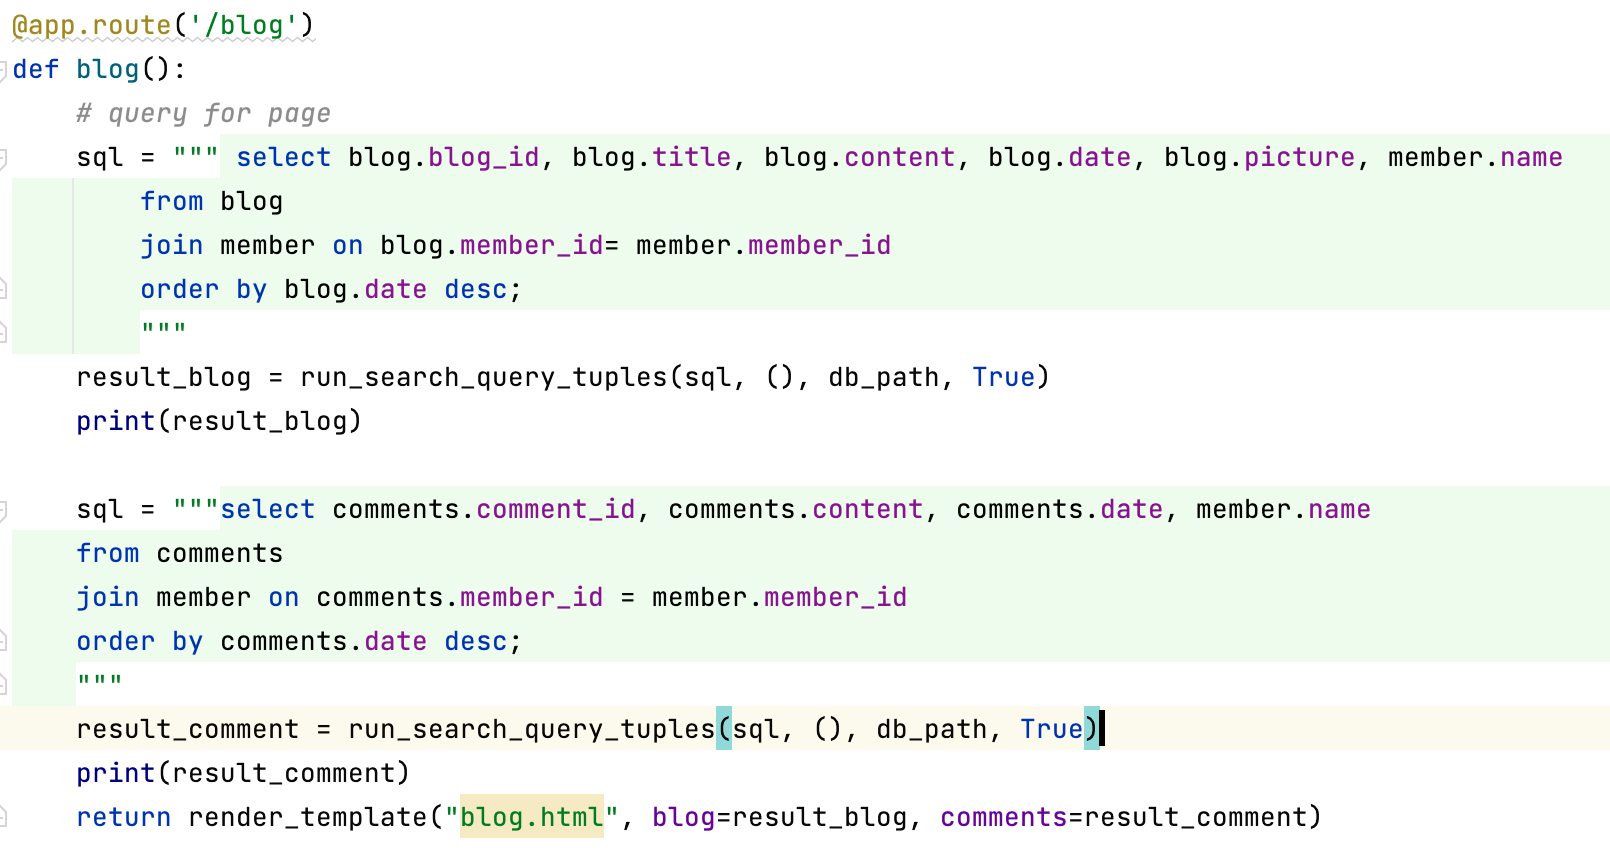 @app.route('/blog')
def blog():
    # query for page
    sql = """ select blog.blog_id, blog.title, blog.content, blog.date, blog.picture, member.name
        from blog
        join member on blog.member_id= member.member_id
        order by blog.date desc;
        """
    result_blog = run_search_query_tuples(sql, (), db_path, True)
    print(result_blog)

    sql = """select comments.comment_id, comments.content, comments.date, member.name
    from comments
    join member on comments.member_id = member.member_id
    order by comments.date desc;
    """
    result_comment = run_search_query_tuples(sql, (), db_path, True)
    print(result_comment)
    return render_template("blog.html", blog=result_blog, comments=result_comment)